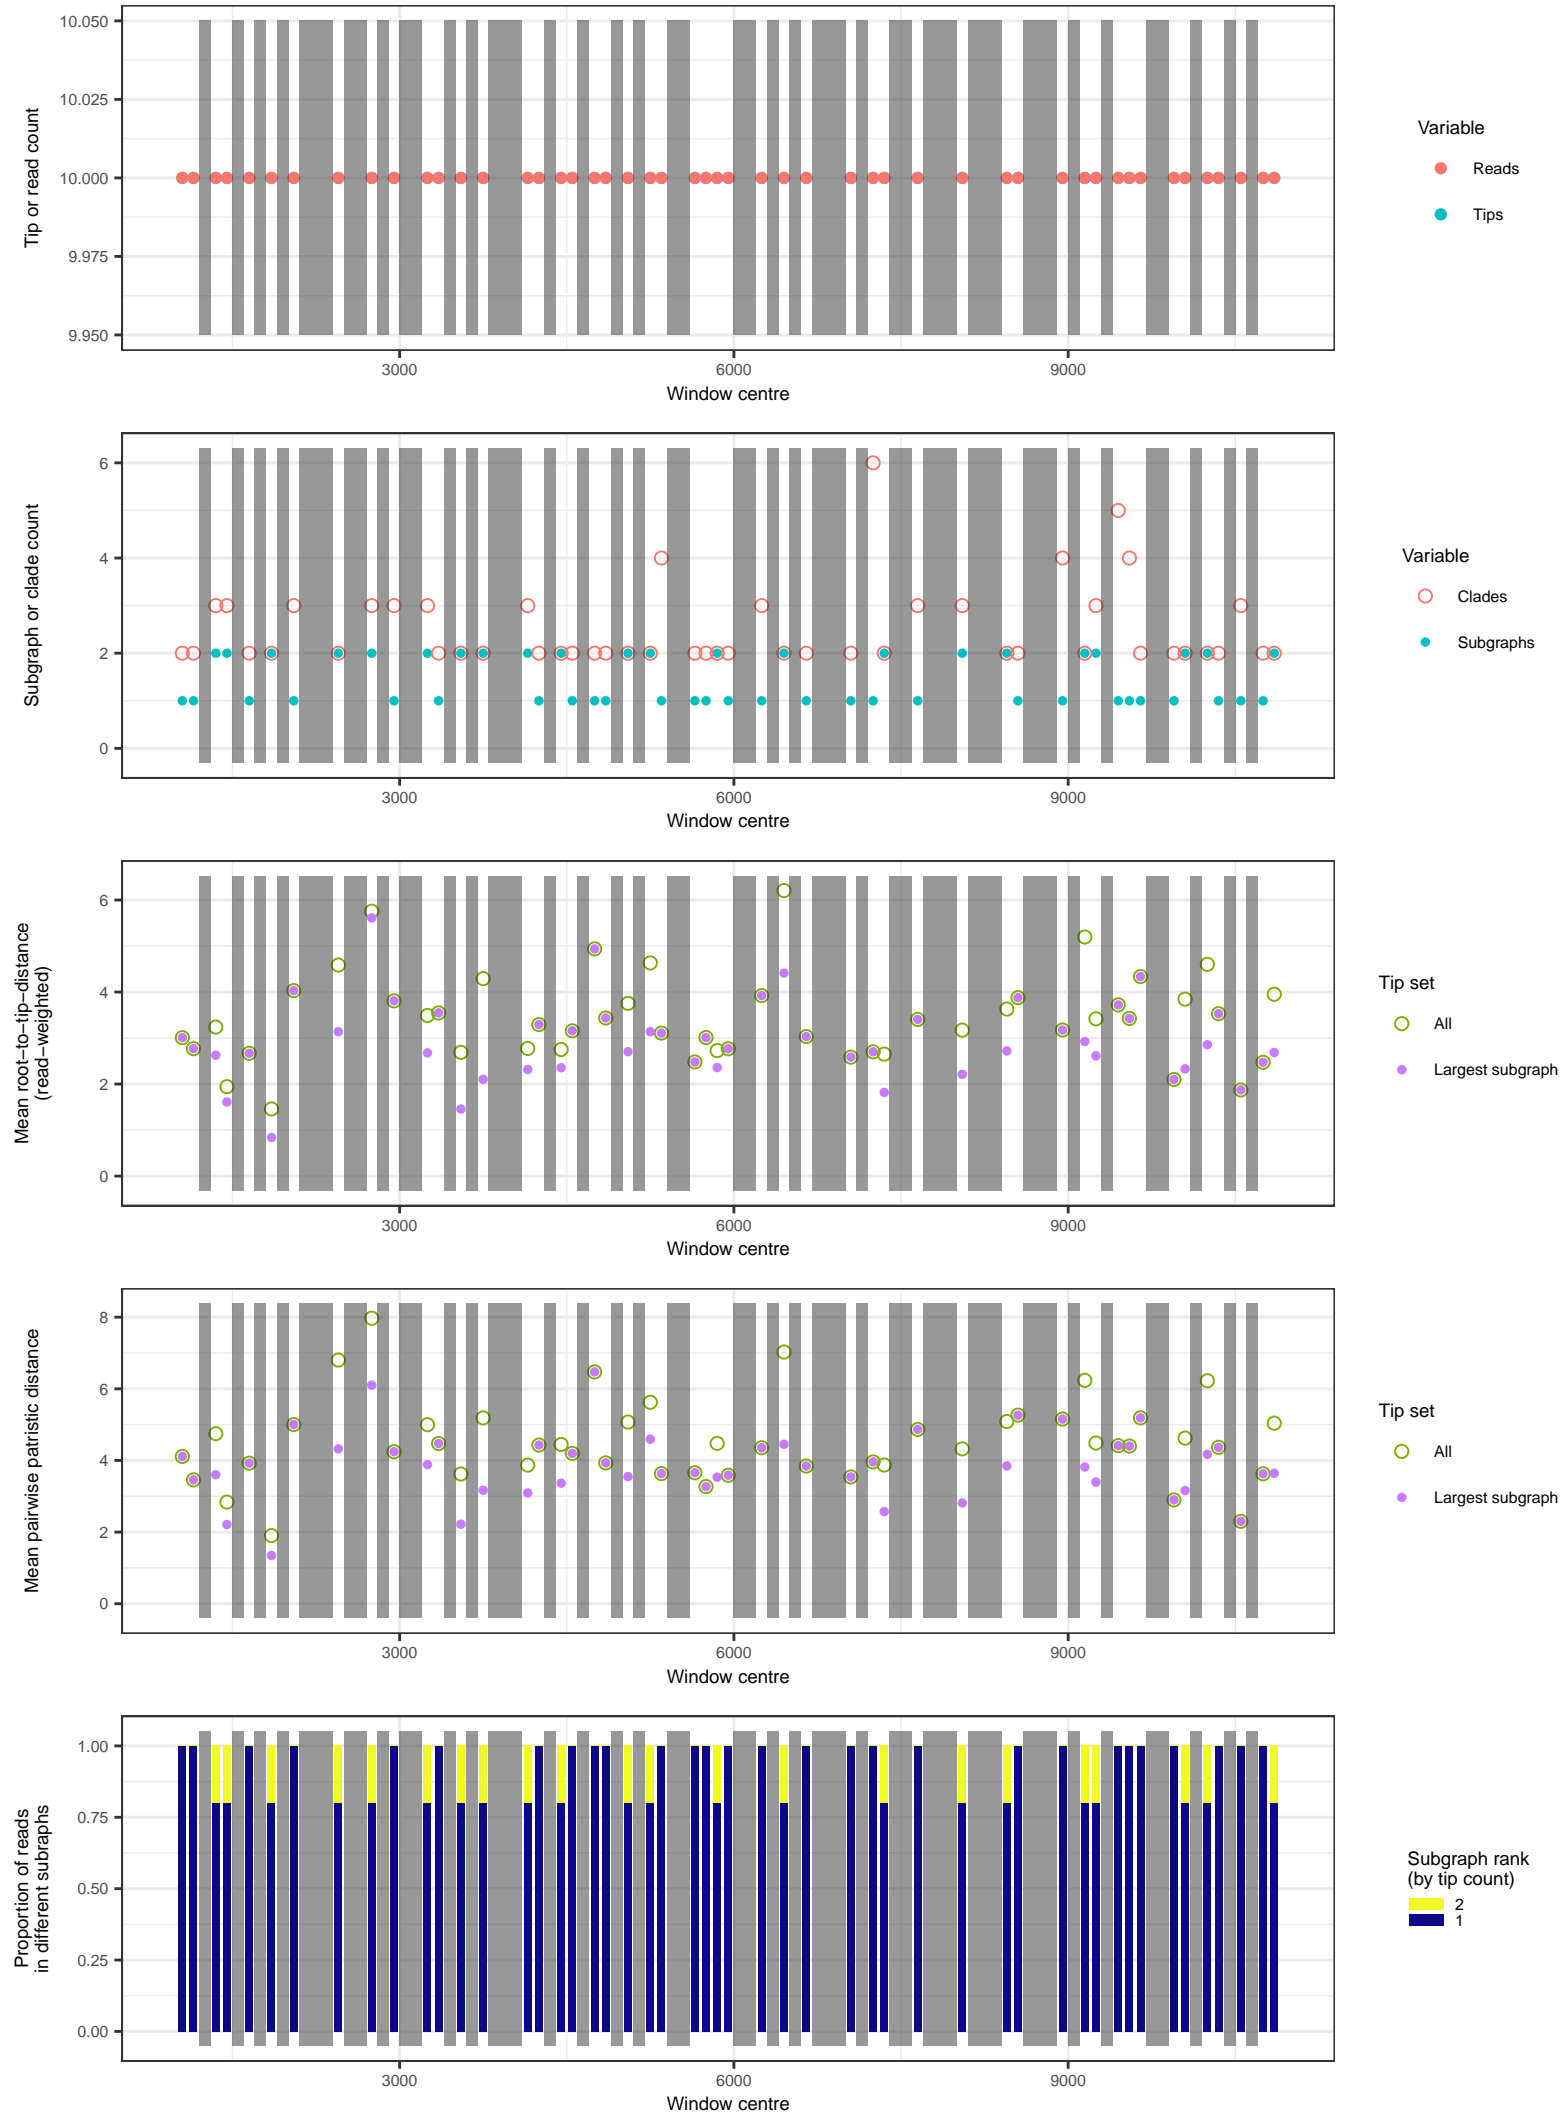 10.050
10.025
10.000
9.975
9.950
Tip or read count
3000
6000
9000
Window centre
Variable
Reads
Tips
6
4
2
0
Subgraph or clade count
3000
6000
9000
Window centre
Variable
Clades
Subgraphs
6
4
2
0
Mean root−to−tip−distance
(read−weighted)
3000
6000
9000
Window centre
Tip set
All
Largest subgraph
8
6
4
2
0
Mean pairwise patristic distance
3000
6000
9000
Window centre
Tip set
All
Largest subgraph
1.00
0.75
0.50
0.25
0.00
Proportion of reads
in different subraphs
3000
6000
9000
Window centre
Subgraph rank
(by tip count)
2
1